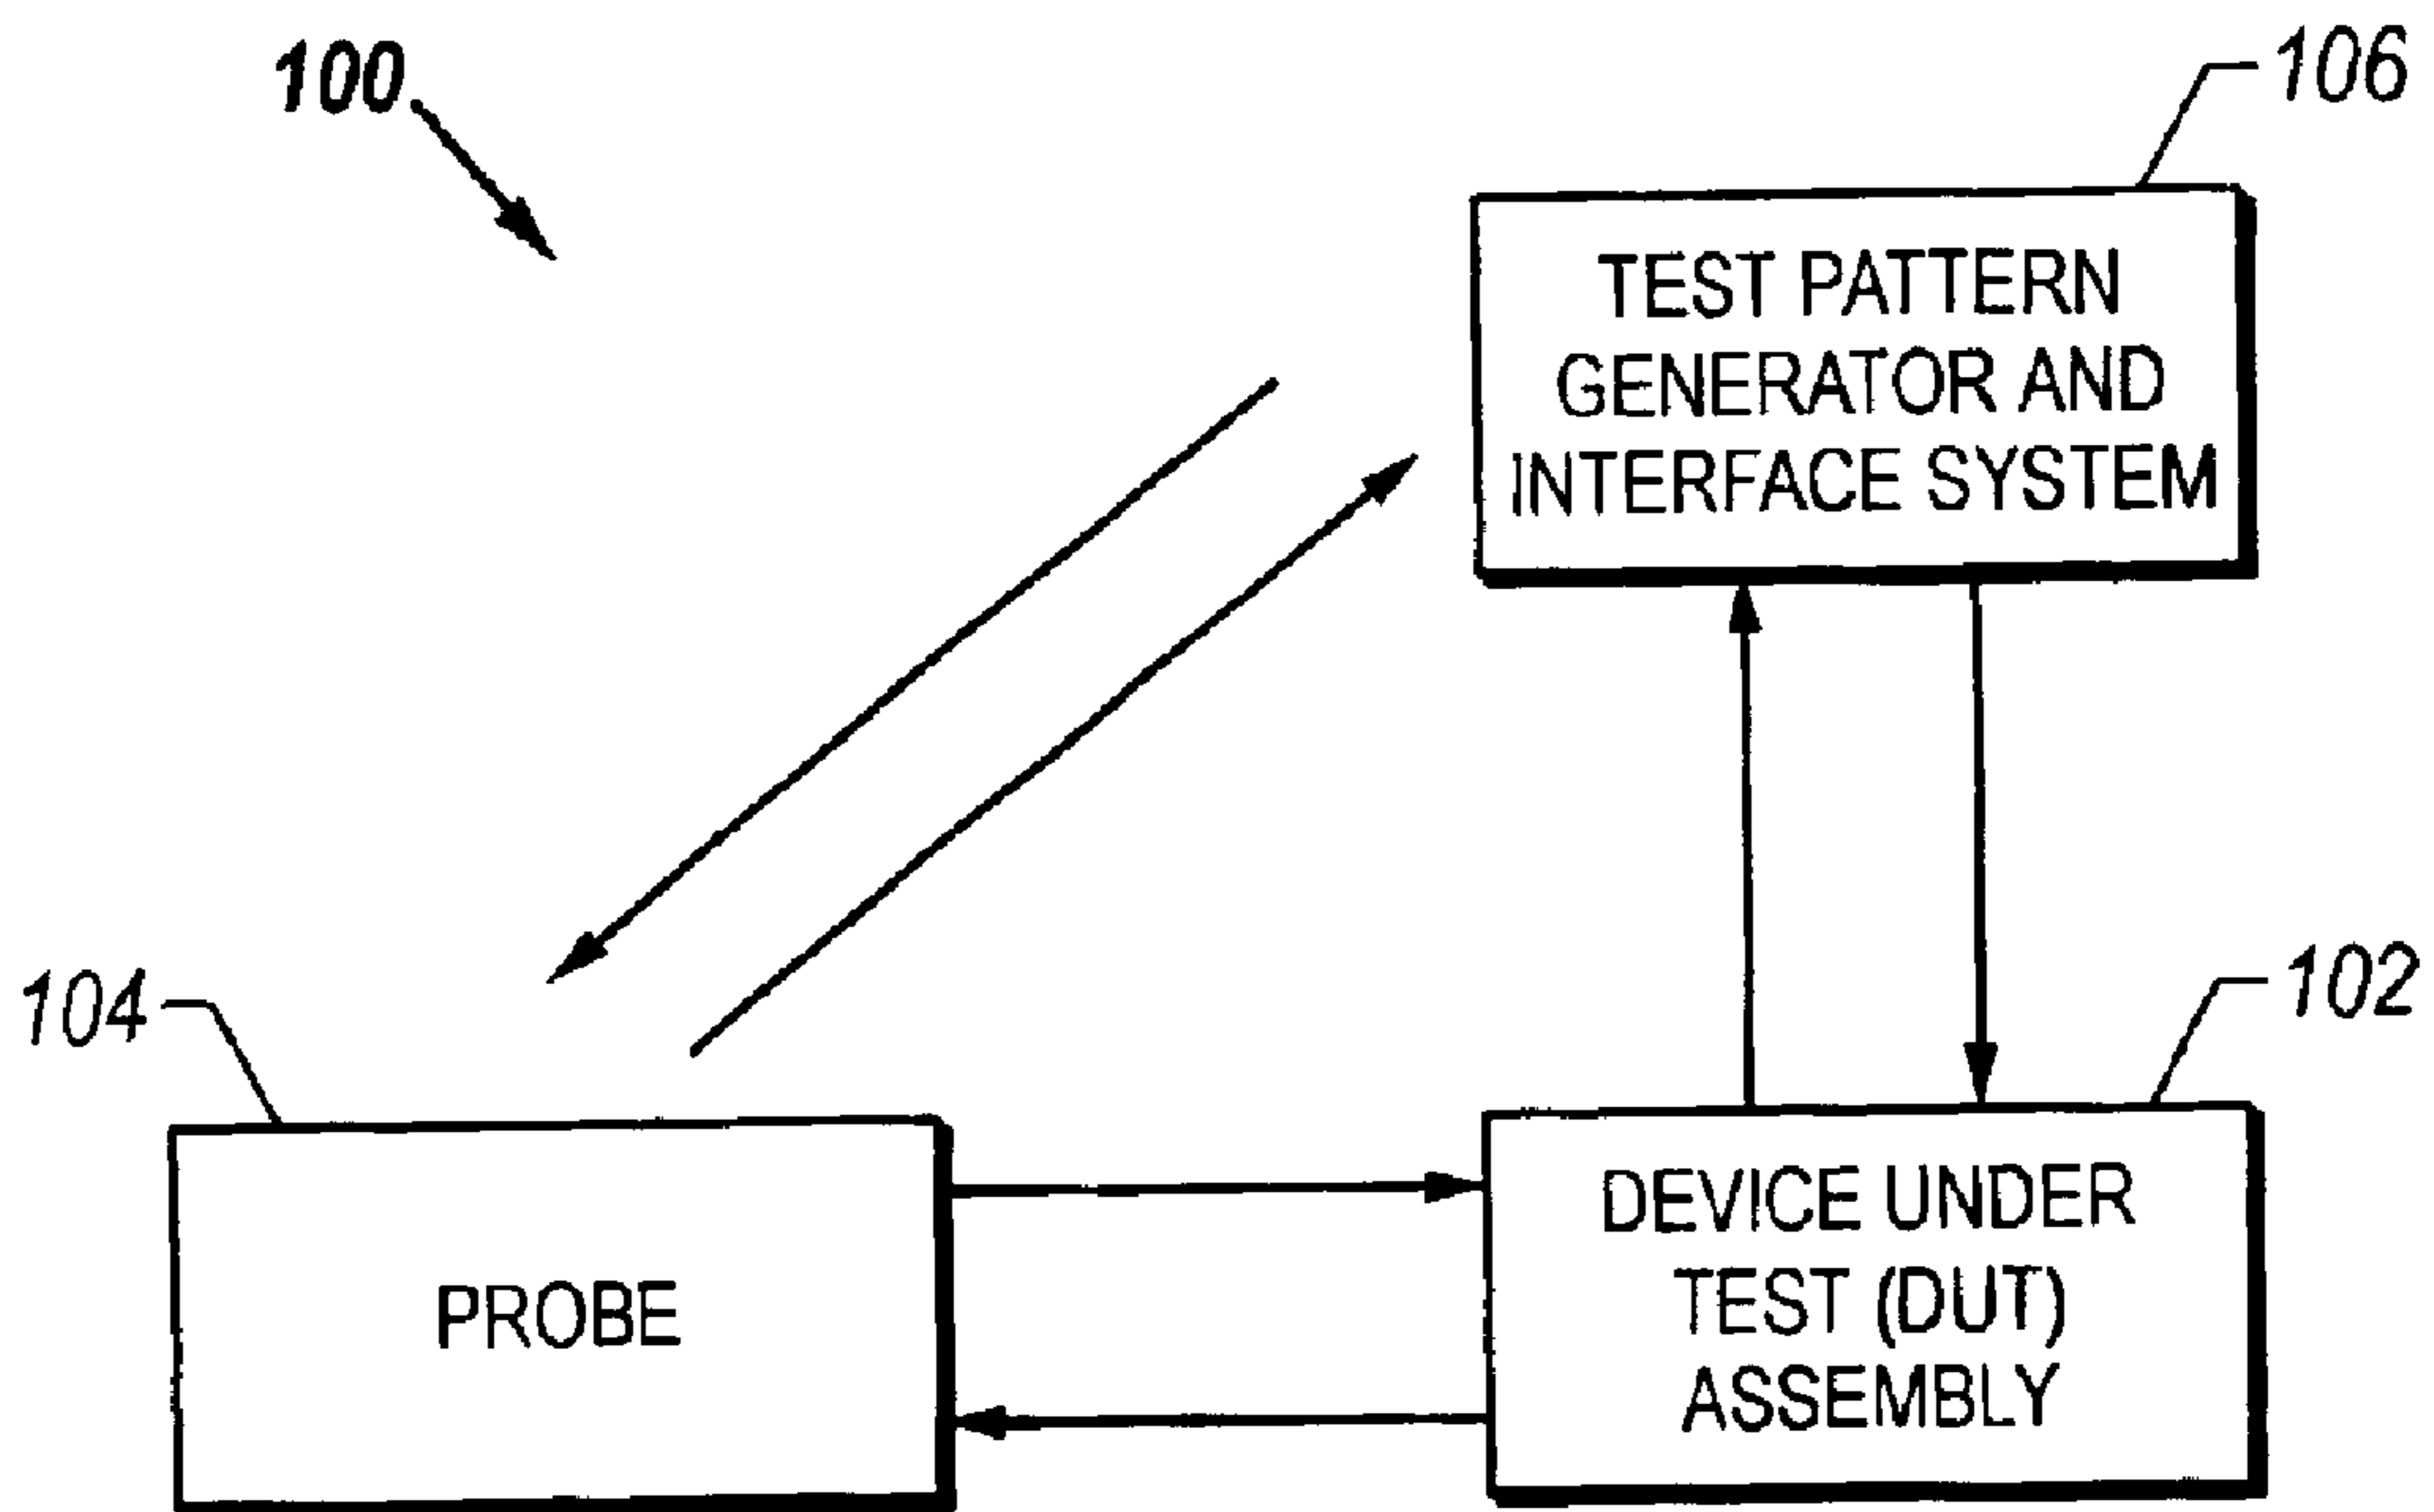 100
106
TEST PATTERN
GENERATOR AND
INTERFACE SYSTEM
104
102
PROBE
DEVICE UNDER
TEST (DUT)
ASSEMBLY